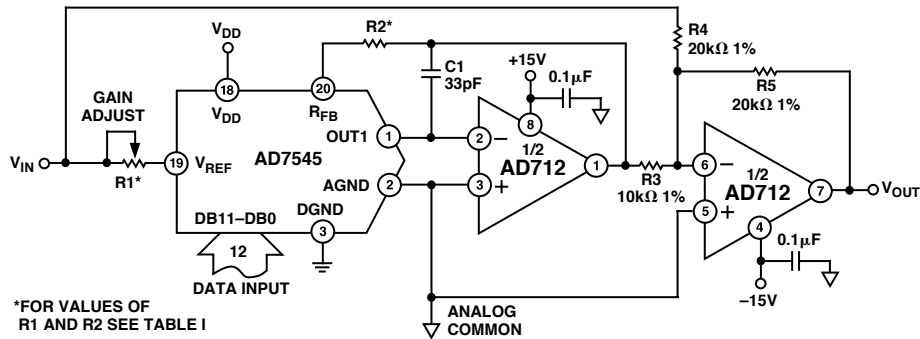 R4
20kΩ 1%
R2*
V_DD
C1
33pF
+15V
0.1μF
R5
20kΩ 1%
18
20
GAIN
ADJUST
V_DD
R_FB
8
OUT1
1
2
−
1/2
AD712
1
V_IN
R1*
19
V_REF
AD7545
AGND
2
3
+
R3
10kΩ 1%
6
−
1/2
AD712
7
V_OUT
5
+
4
DB11–DB0
DGND
3
12
DATA INPUT
0.1μF
–15V
*FOR VALUES OF
R1 AND R2 SEE TABLE I
ANALOG
COMMON